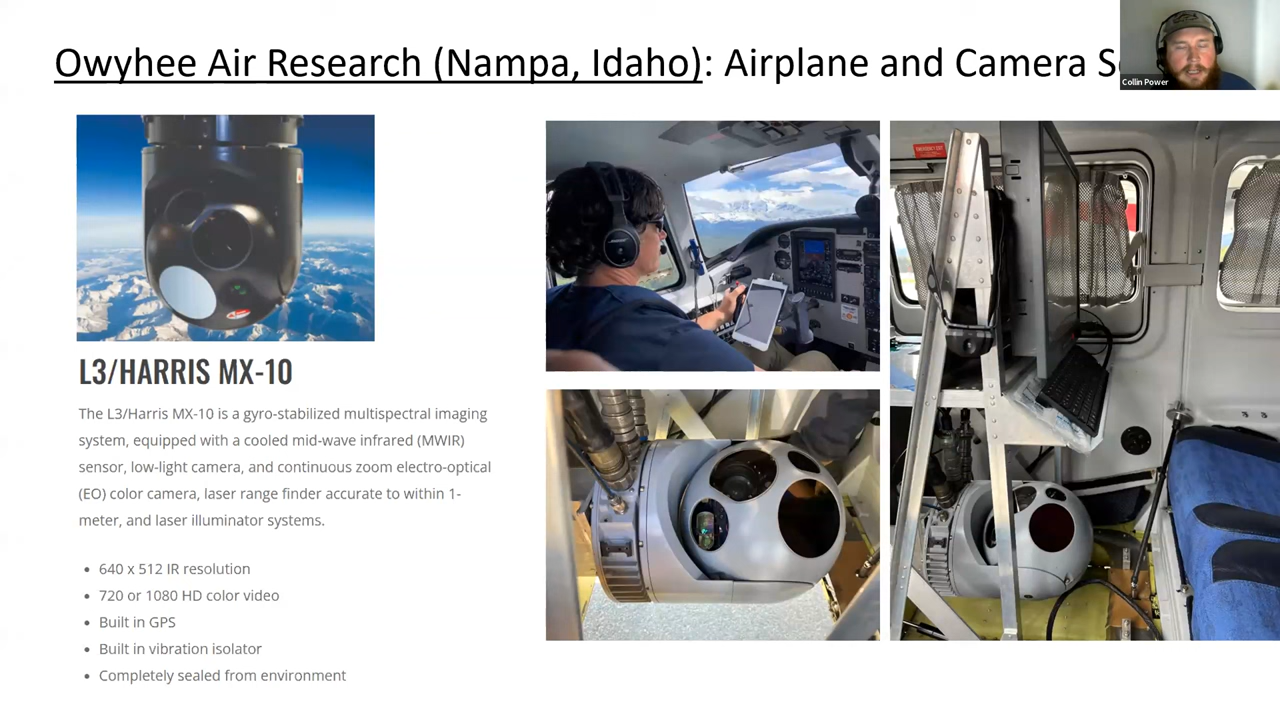 Owyhee Air Research (Nampa, Idaho): Airplane and Camera
Collin Power
L3/HARRIS MX-10
The L3/Harris MX-10 is a gyro-stabilized multispectral imaging
system, equipped with a cooled mid-wave infrared (MWIR)
sensor, low-light camera, and continuous zoom electro-optical
(EO) color camera, laser range finder accurate to within 1-
meter, and laser illuminator systems.
• 640 x 512 IR resolution
• 720 or 1080 HD color video
• Built in GPS
• Built in vibration isolator
• Completely sealed from environment